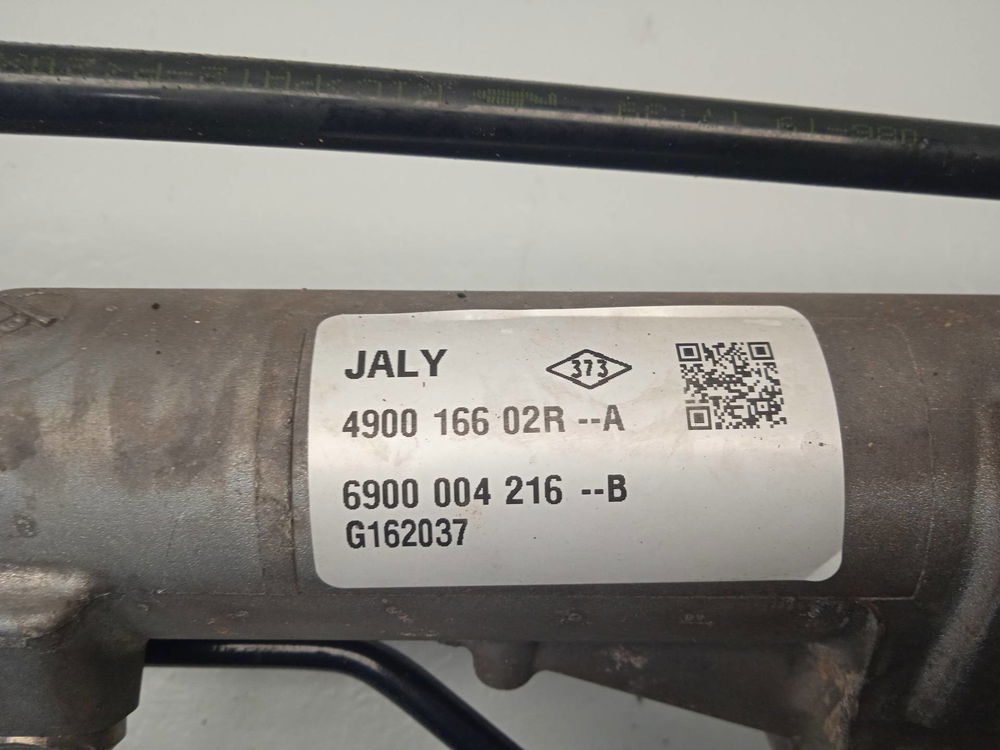 JALY
373
4900 166 02R --A
6900 004 216 --B
G162037